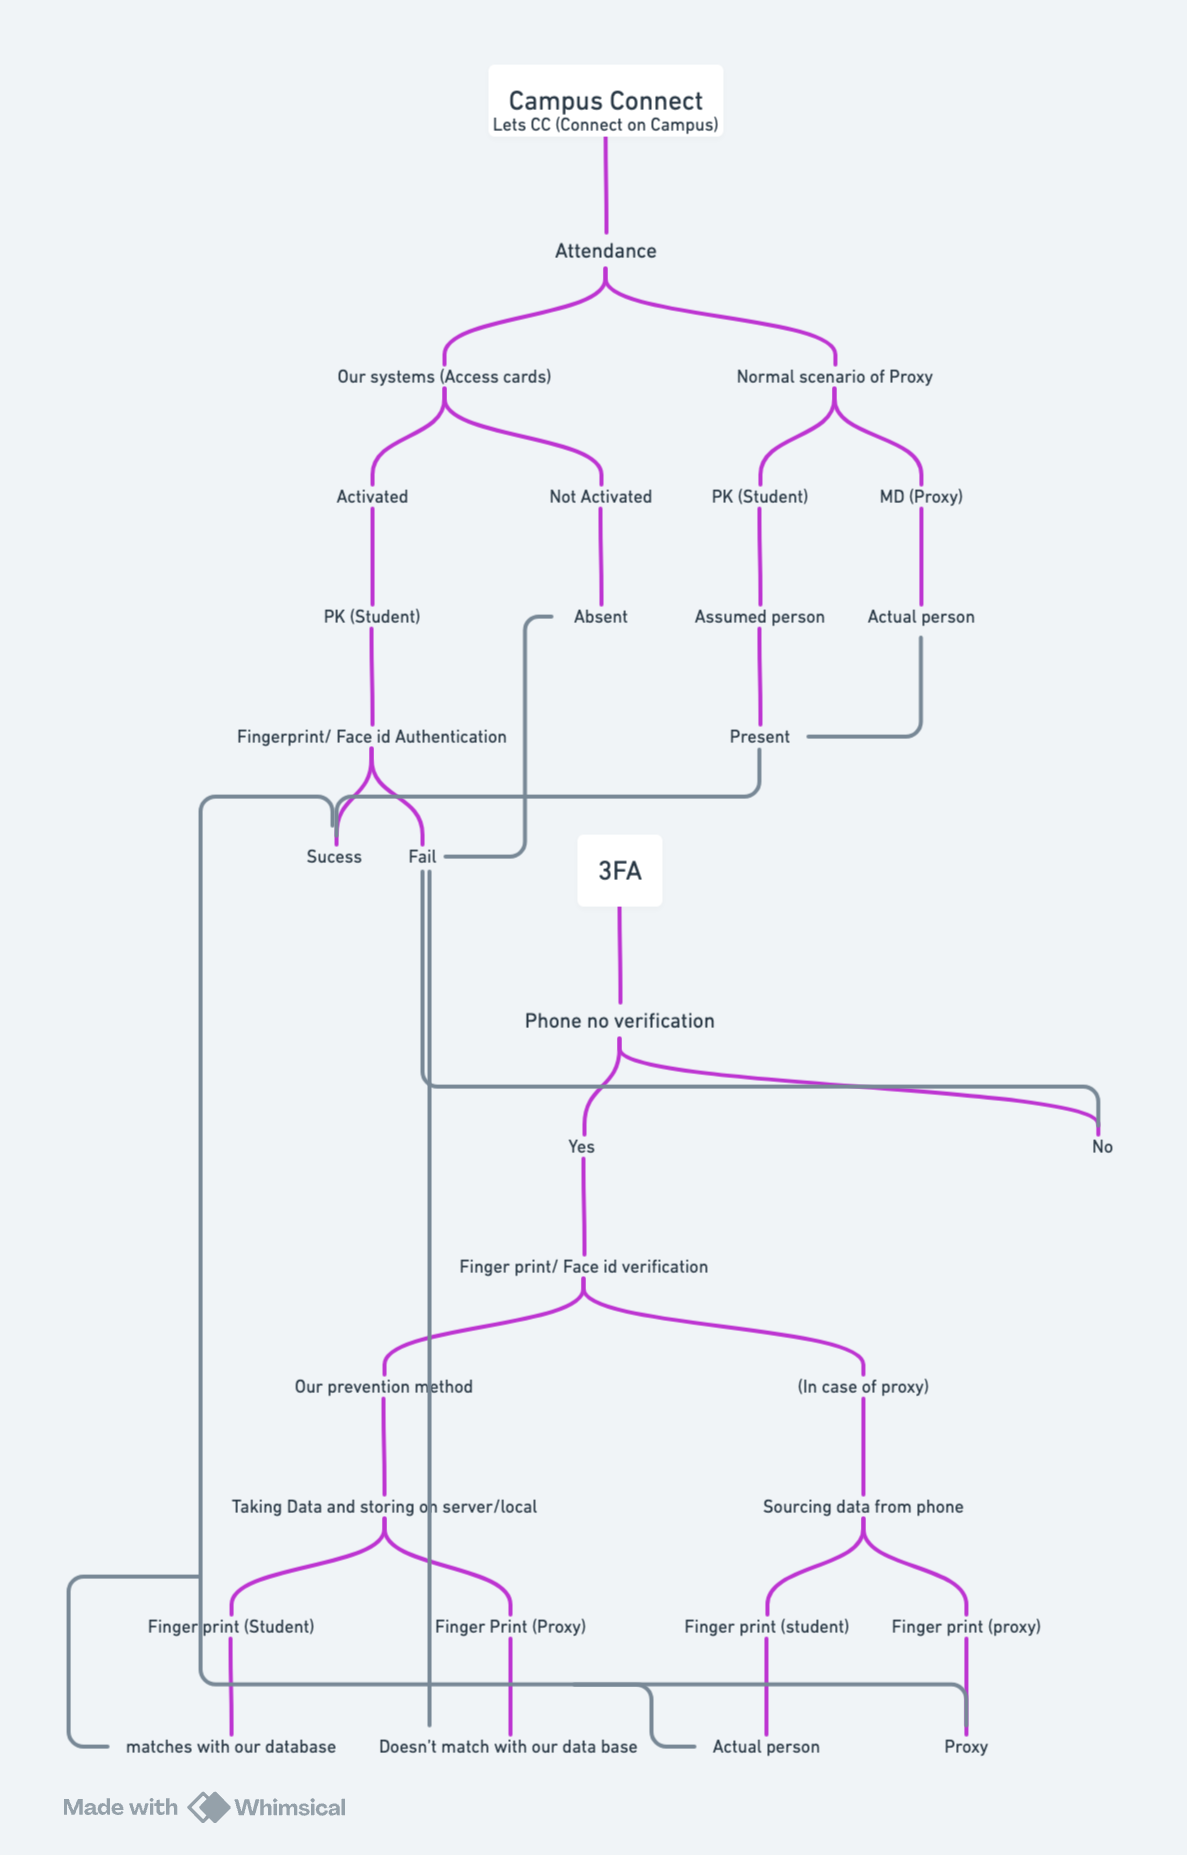 Campus Connect
Lets CC (Connect on Campus)
Attendance
Our systems (Access cards)
Normal scenario of Proxy
Activated
Not Activated
PK (Student)
MD (Proxy)
PK (Student)
Absent
Assumed person
Actual person
Fingerprint/ Face id Authentication
Present
Sucess
Fail
3FA
Phone no verification
Yes
No
Finger print/ Face id verification
Our prevention method
(In case of proxy)
Taking Data and storing on server/local
Sourcing data from phone
Finger print (Student)
Finger Print (Proxy)
Finger print (student)
Finger print (proxy)
matches with our database
Doesn't match with our data base
Actual person
Proxy
Made with Whimsical